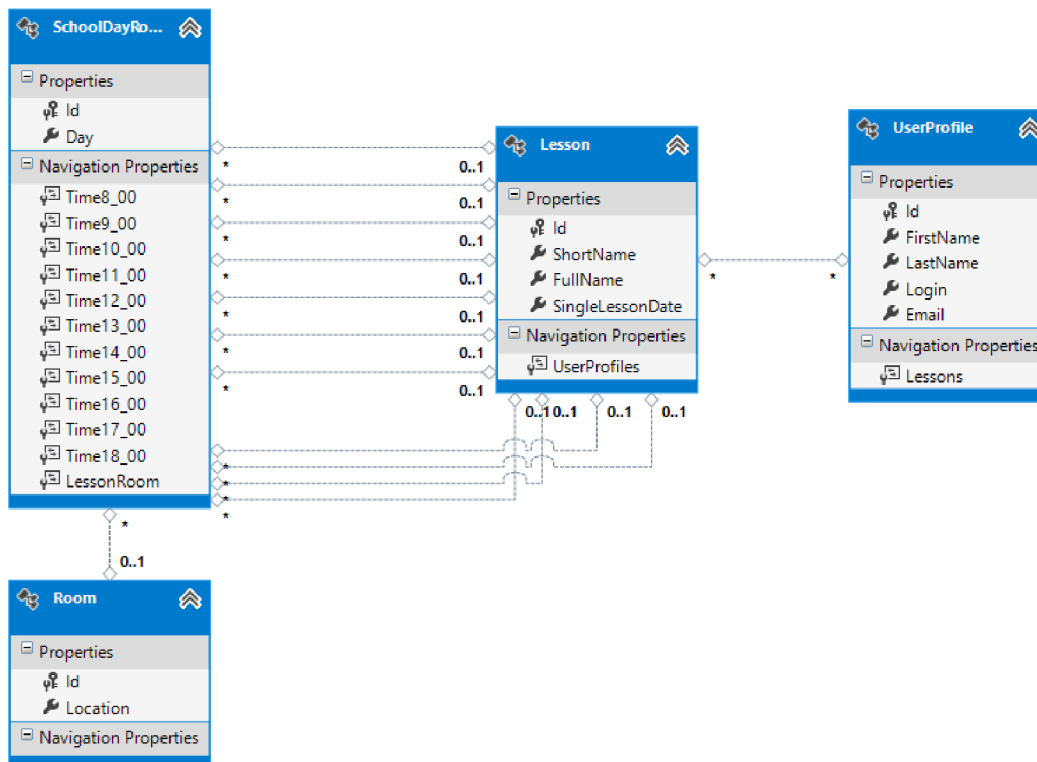 SchoolDayRo...
Properties
Id
Day
Navigation Properties
Time8_00
Time9_00
Time10_00
Time11_00
Time12_00
Time13_00
Time14_00
Time15_00
Time16_00
Time17_00
Time18_00
LessonRoom
*
0..1
*
0..1
*
0..1
*
0..1
*
0..1
*
0..1
*
0..1
Lesson
Properties
Id
ShortName
FullName
SingleLessonDate
Navigation Properties
UserProfiles
0..1
0..1
0..1
0..1
*
*
*
*
*
*
UserProfile
Properties
Id
FirstName
LastName
Login
Email
Navigation Properties
Lessons
*
0..1
Room
Properties
Id
Location
Navigation Properties